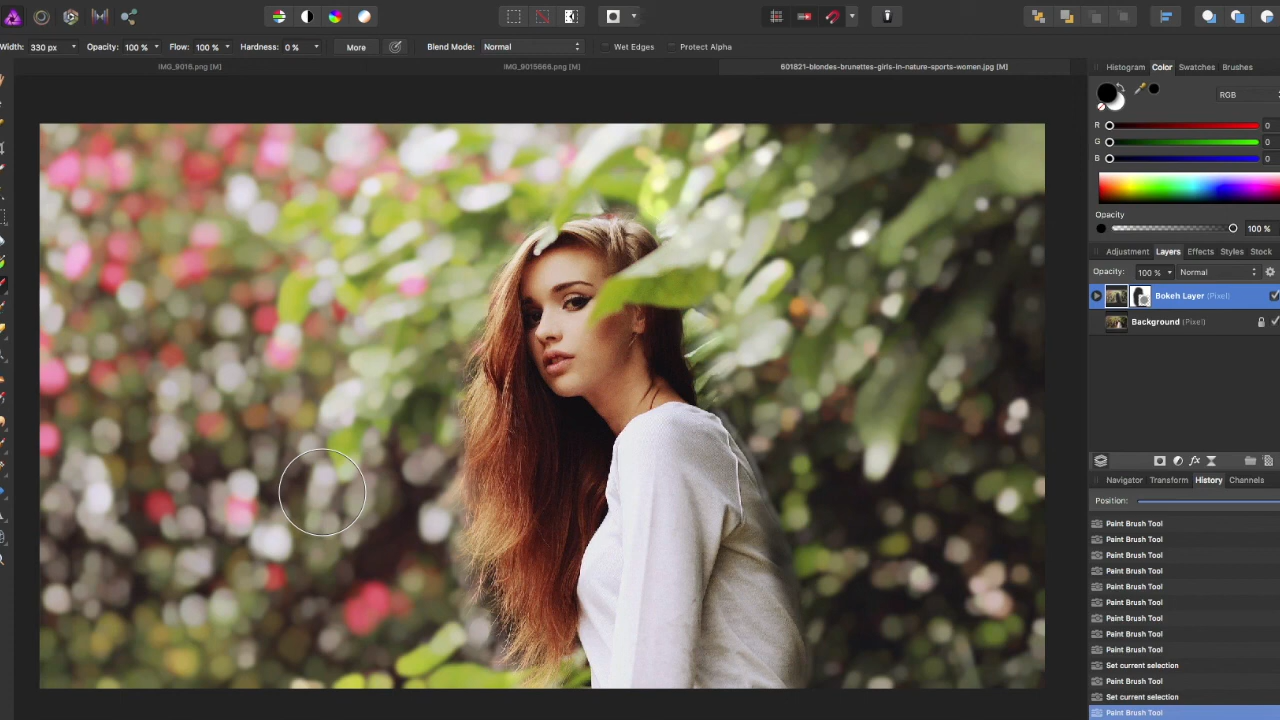 Width: 330 px Opacity: 100 % Flow: 100 % Hardness: 0 % More Blend Mode: Normal Wet Edges Protect Alpha
IMG_9016.png [M] IMG_9015666.png [M] 601821-blondes-brunettes-girls-in-nature-sports-women.jpg [M]
Histogram Color Swatches Brushes
RGB
R 0
G 0
B 0
Opacity
100 %
Adjustment Layers Effects Styles Stock
Opacity: 100 % Normal
Bokeh Layer (Pixel)
Background (Pixel)
fx
Navigator Transform History Channels
Position:
Paint Brush Tool
Paint Brush Tool
Paint Brush Tool
Paint Brush Tool
Paint Brush Tool
Paint Brush Tool
Paint Brush Tool
Paint Brush Tool
Paint Brush Tool
Set current selection
Paint Brush Tool
Set current selection
Paint Brush Tool